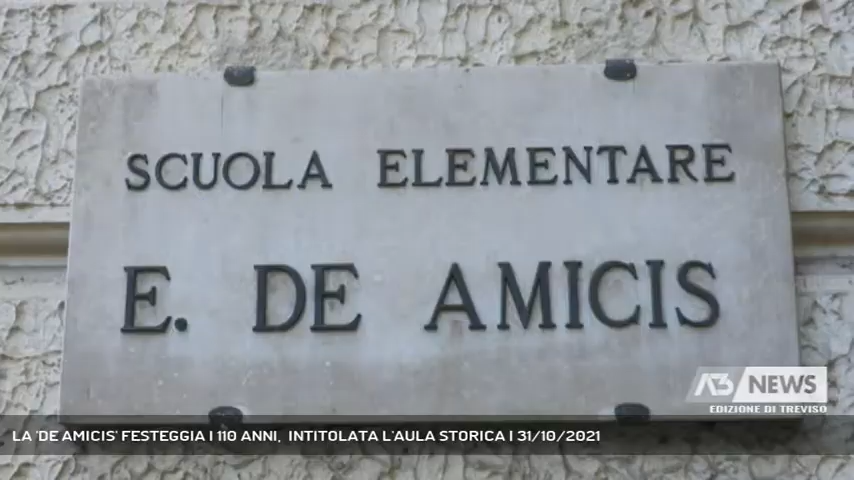 SCUOLA ELEMENTARE
E. DE AMICIS
A3 NEWS
EDIZIONE DI TREVISO
LA 'DE AMICIS' FESTEGGIA I 110 ANNI, INTITOLATA L'AULA STORICA | 31/10/2021